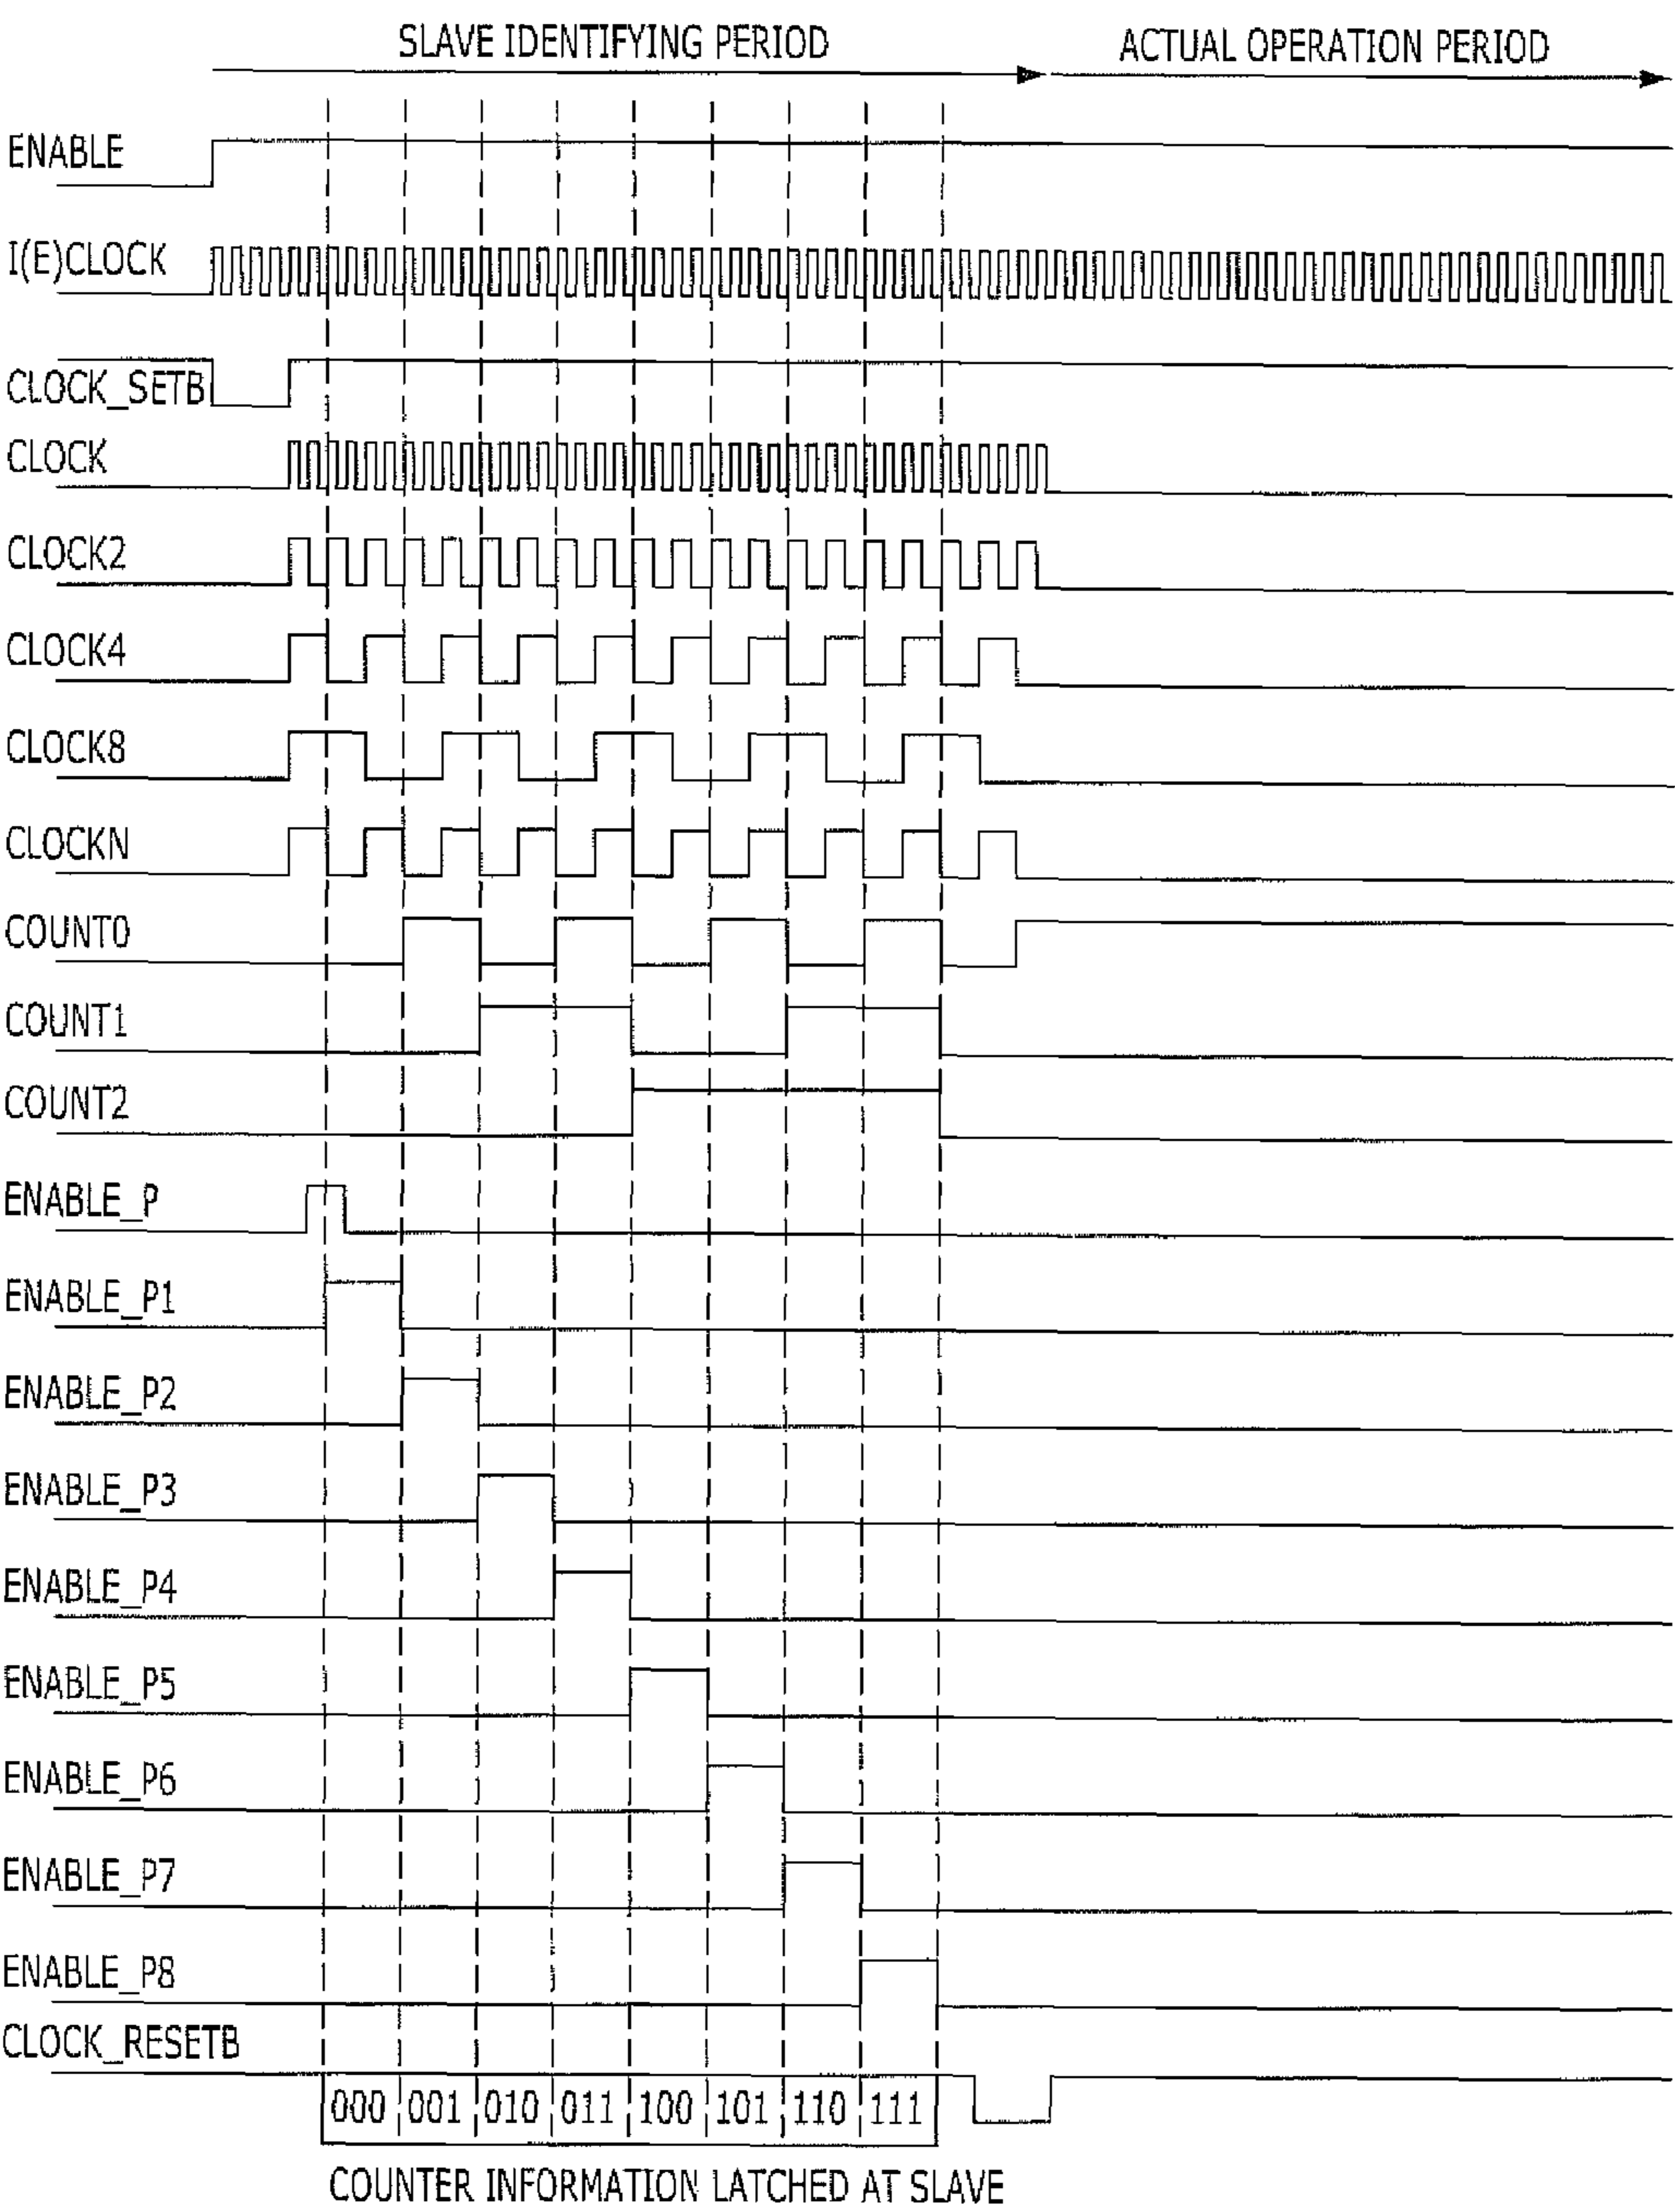 SLAVE IDENTIFYING PERIOD ACTUAL OPERATION PERIOD
ENABLE
I(E)CLOCK
CLOCK_SETB
CLOCK
CLOCK2
CLOCK4
CLOCK8
CLOCKN
COUNT0
COUNT1
COUNT2
ENABLE_P
ENABLE_P1
ENABLE_P2
ENABLE_P3
ENABLE_P4
ENABLE_P5
ENABLE_P6
ENABLE_P7
ENABLE_P8
CLOCK_RESETB
000 001 010 011 100 101 110 111
COUNTER INFORMATION LATCHED AT SLAVE